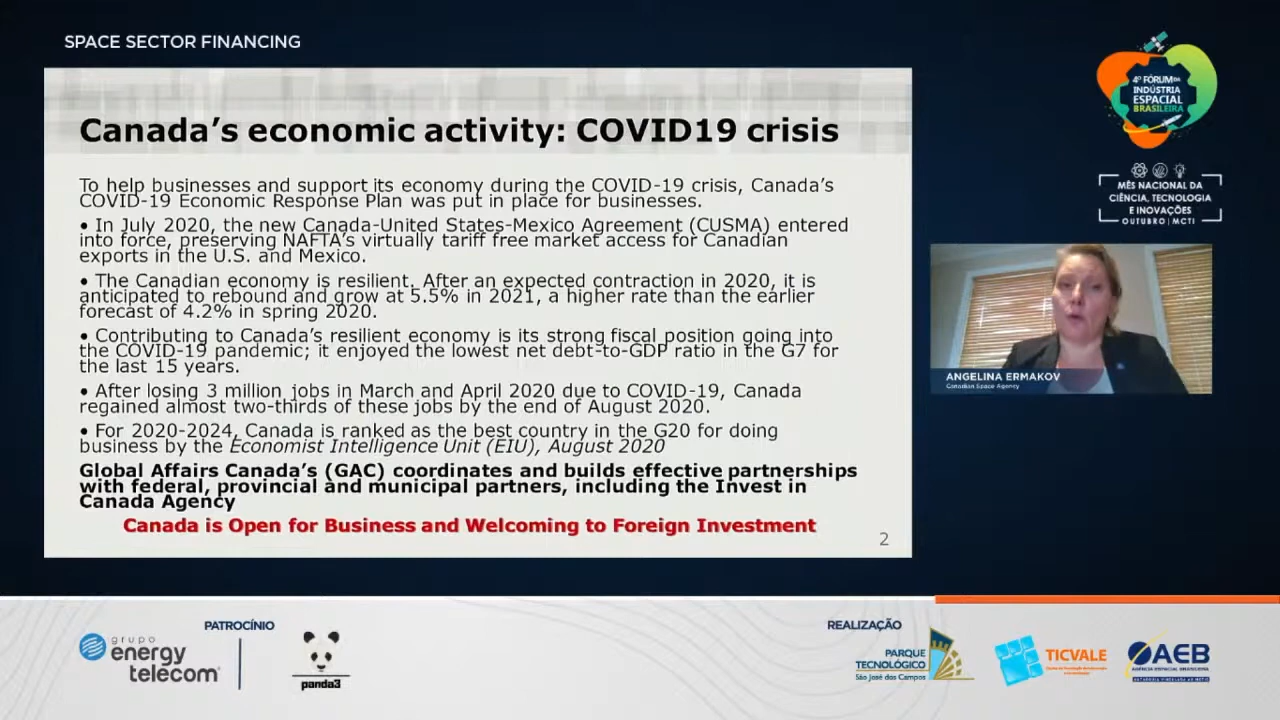 SPACE SECTOR FINANCING
Canada's economic activity: COVID19 crisis
To help businesses and support its economy during the COVID-19 crisis, Canada's
COVID-19 Economic Response Plan was put in place for businesses.
• In July 2020, the new Canada-United States-Mexico Agreement (CUSMA) entered
into force, preserving NAFTA's virtually tariff free market access for Canadian
exports in the U.S. and Mexico.
• The Canadian economy is resilient. After an expected contraction in 2020, it is
anticipated to rebound and grow at 5.5% in 2021, a higher rate than the earlier
forecast of 4.2% in spring 2020.
• Contributing to Canada's resilient economy is its strong fiscal position going into
the COVID-19 pandemic; it enjoyed the lowest net debt-to-GDP ratio in the G7 for
the last 15 years.
• After losing 3 million jobs in March and April 2020 due to COVID-19, Canada
regained almost two-thirds of these jobs by the end of August 2020.
• For 2020-2024, Canada is ranked as the best country in the G20 for doing
business by the Economist Intelligence Unit (EIU), August 2020
Global Affairs Canada's (GAC) coordinates and builds effective partnerships
with federal, provincial and municipal partners, including the Invest in
Canada Agency
Canada is Open for Business and Welcoming to Foreign Investment
2
4º FÓRUM DA
INDÚSTRIA
ESPACIAL
BRASILEIRA
MÊS NACIONAL DA
CIÊNCIA, TECNOLOGIA
E INOVAÇÕES
OUTUBRO | MCTI
ANGELINA ERMAKOV
Canadian Space Agency
PATROCÍNIO
grupo
energy
telecom
panda3
REALIZAÇÃO
PARQUE
TECNOLÓGICO
São José dos Campos
TICVALE
AEB
AGÊNCIA ESPACIAL BRASILEIRA